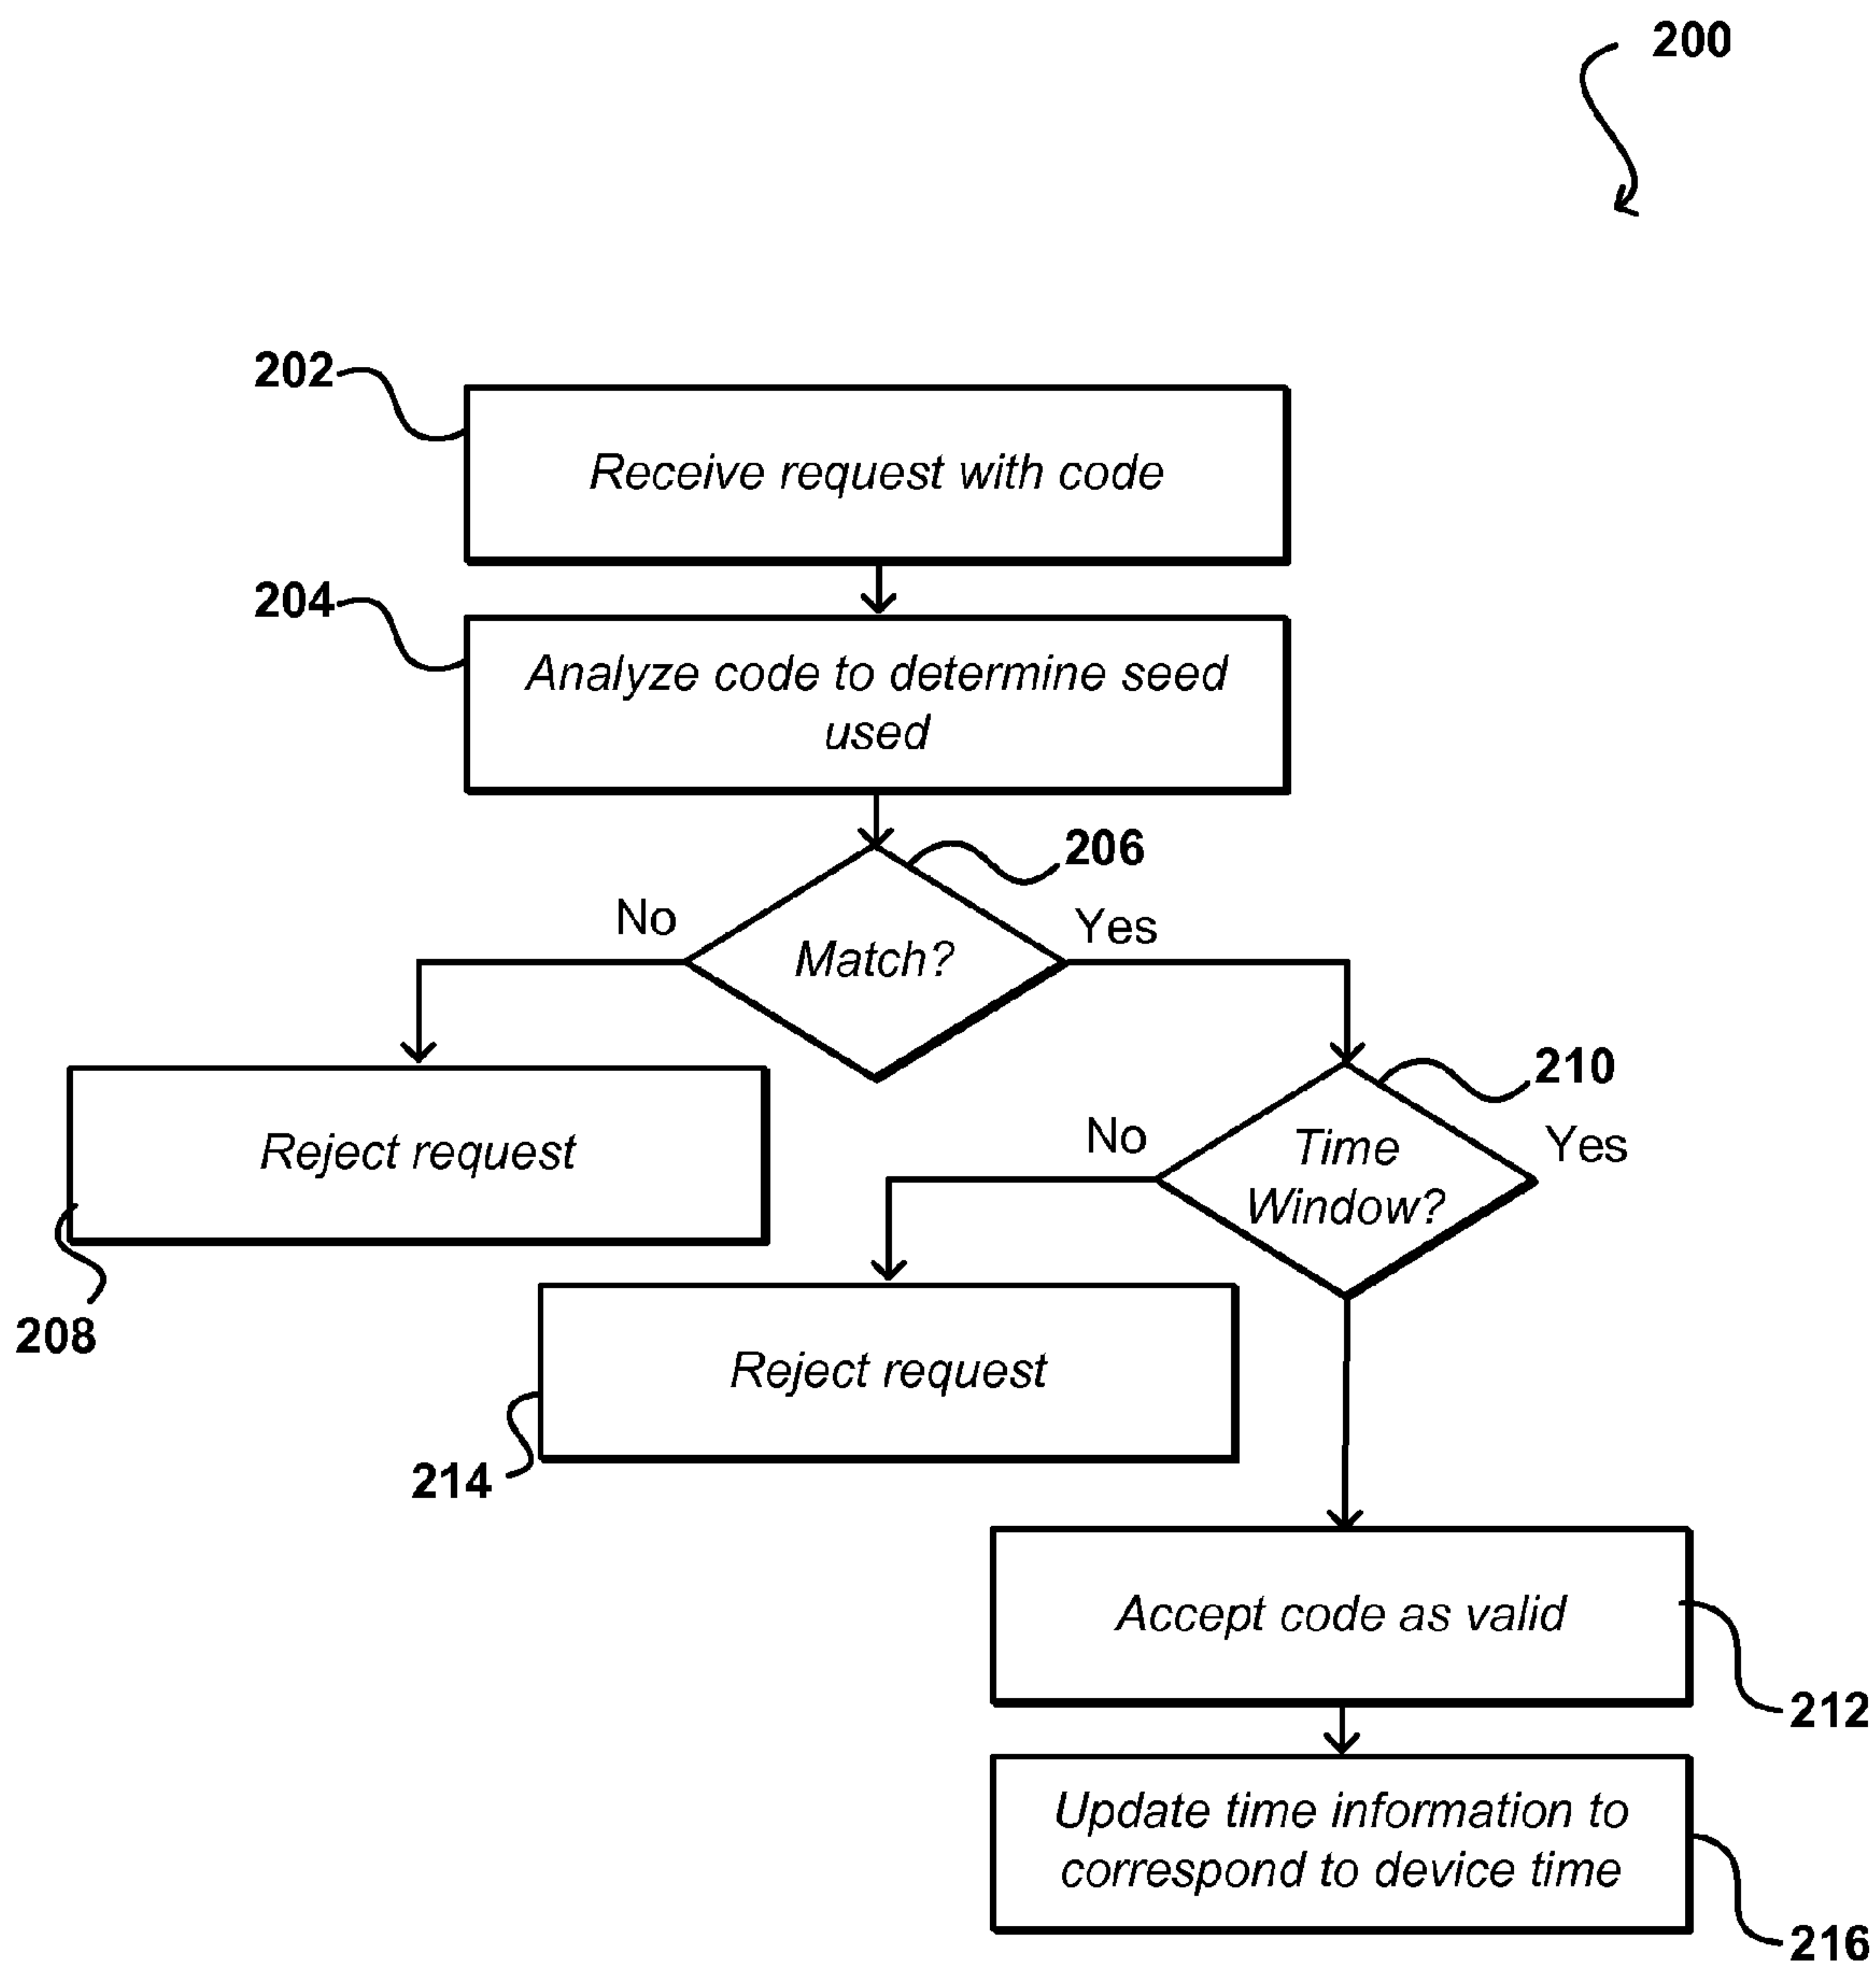 200
202
Receive request with code
204
Analyze code to determine seed
used
206
No
Yes
Match?
210
No
Yes
Time
Window?
Reject request
208
Reject request
214
Accept code as valid
212
Update time information to
correspond to device time
216